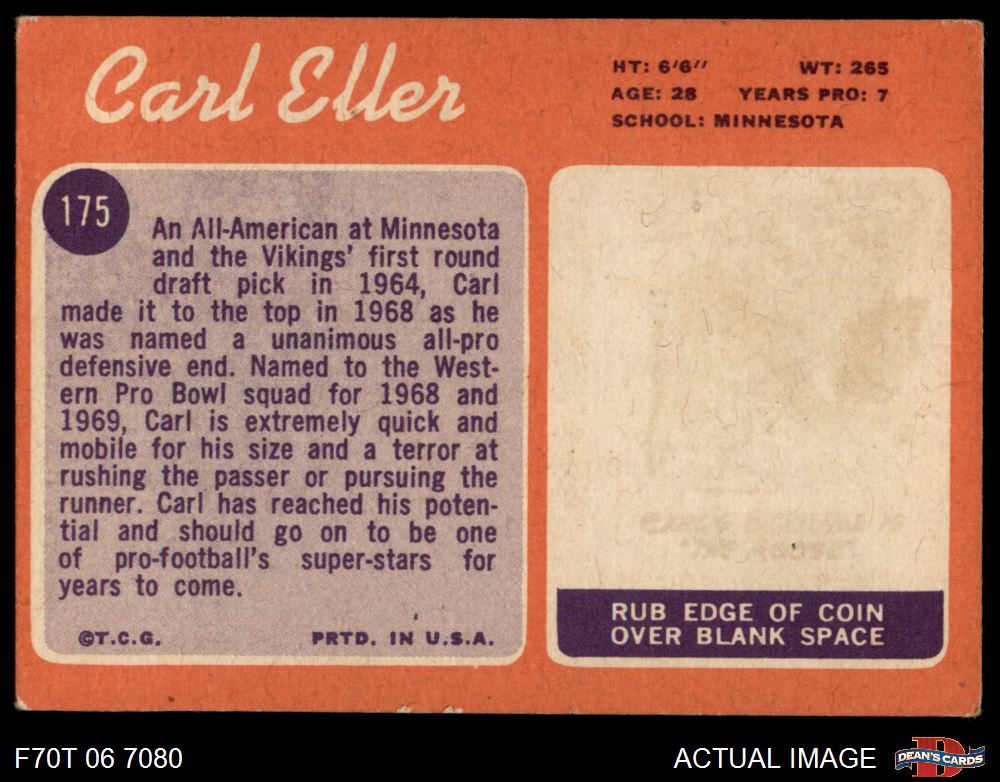 Carl Eller
HT: 6'6" WT: 265
AGE: 28 YEARS PRO: 7
SCHOOL: MINNESOTA
175
An All-American at Minnesota
and the Vikings' first round
draft pick in 1964, Carl
made it to the top in 1968 as he
was named a unanimous all-pro
defensive end. Named to the West-
ern Pro Bowl squad for 1968 and
1969, Carl is extremely quick and
mobile for his size and a terror at
rushing the passer or pursuing the
runner. Carl has reached his poten-
tial and should go on to be one
of pro-football's super-stars for
years to come.
©T.C.G. PRTD. IN U.S.A.
RUB EDGE OF COIN
OVER BLANK SPACE
F70T 06 7080
ACTUAL IMAGE
D
DEAN'S CARDS